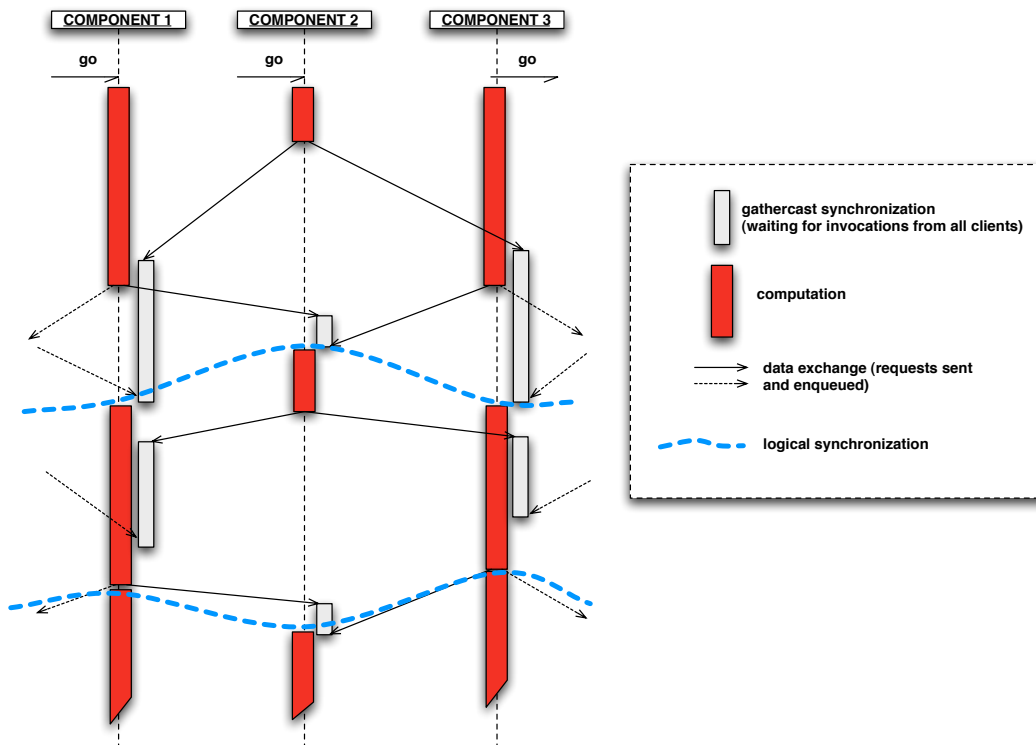 COMPONENT 1
COMPONENT 2
COMPONENT 3
go
go
go
gathercast synchronization
(waiting for invocations from all clients)
computation
data exchange (requests sent
and enqueued)
logical synchronization